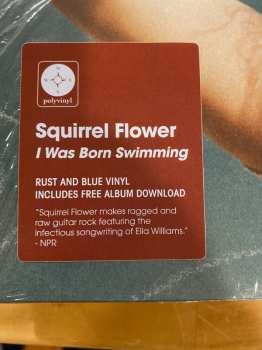 polyvinyl
Squirrel Flower
I Was Born Swimming
RUST AND BLUE VINYL
INCLUDES FREE ALBUM DOWNLOAD
"Squirrel Flower makes ragged and
raw guitar rock featuring the
infectious songwriting of Ella Williams."
- NPR